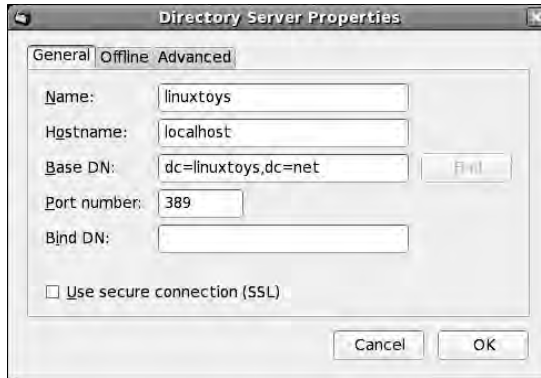 Directory Server Properties
General Offline Advanced
Name: linuxtoys
Hostname: localhost
Base DN: dc=linuxtoys,dc=net Find
Port number: 389
Bind DN:
Use secure connection (SSL)
Cancel OK